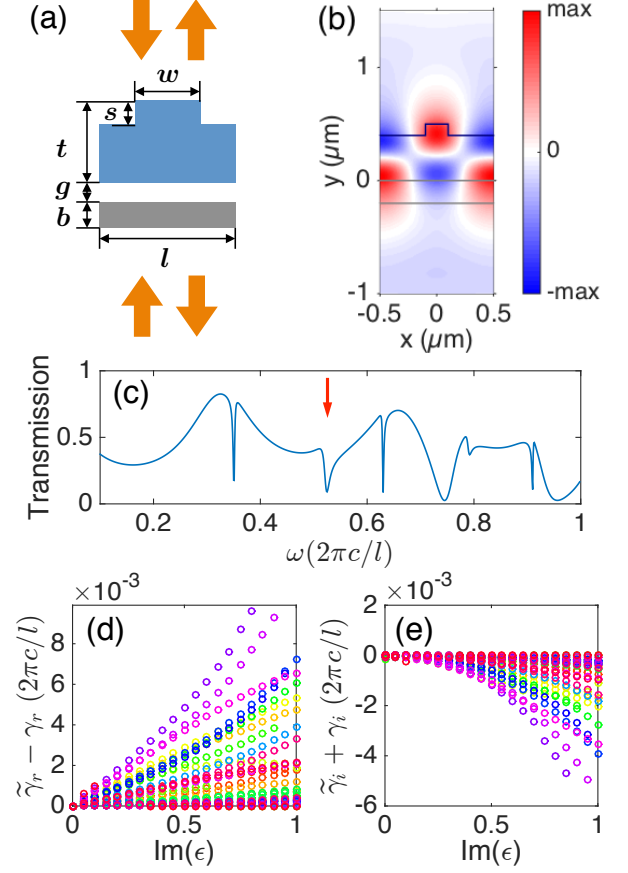 (a)
w
s
t
g
b
l
(b)
y (μm)
1
0
-1
-0.5 0 0.5
x (μm)
max
0
-max
(c)
Transmission
1
0.5
0
0.2 0.4 0.6 0.8 1
ω(2πc/l)
×10⁻³
(d)
γ̃ᵣ − γᵣ (2πc/l)
8
6
4
2
0
0 0.5 1
Im(ϵ)
×10⁻³
(e)
γ̃ᵢ + γᵢ (2πc/l)
2
0
-2
-4
-6
0 0.5 1
Im(ϵ)